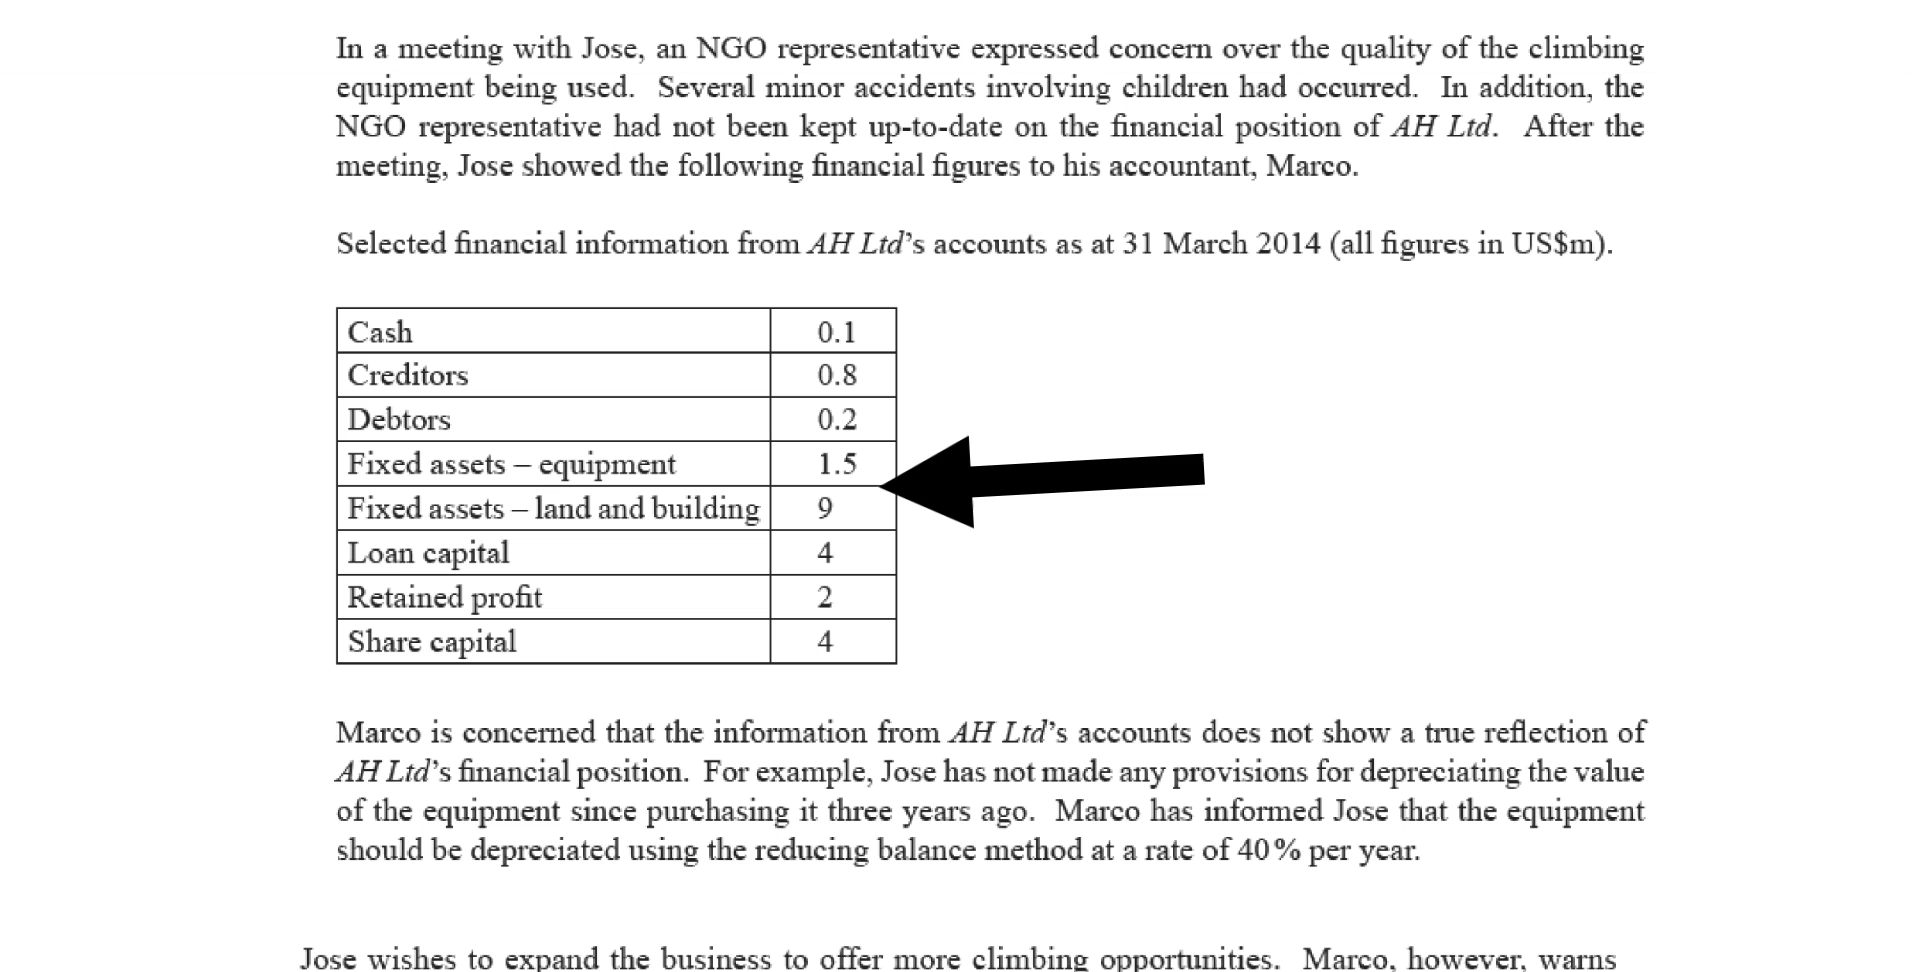 In a meeting with Jose, an NGO representative expressed concern over the quality of the climbing
equipment being used. Several minor accidents involving children had occurred. In addition, the
NGO representative had not been kept up-to-date on the financial position of AH Ltd. After the
meeting, Jose showed the following financial figures to his accountant, Marco.
Selected financial information from AH Ltd's accounts as at 31 March 2014 (all figures in US$m).
Cash 0.1
Creditors 0.8
Debtors 0.2
Fixed assets – equipment 1.5
Fixed assets – land and building 9
Loan capital 4
Retained profit 2
Share capital 4
Marco is concerned that the information from AH Ltd's accounts does not show a true reflection of
AH Ltd's financial position. For example, Jose has not made any provisions for depreciating the value
of the equipment since purchasing it three years ago. Marco has informed Jose that the equipment
should be depreciated using the reducing balance method at a rate of 40% per year.
Jose wishes to expand the business to offer more climbing opportunities. Marco, however, warns